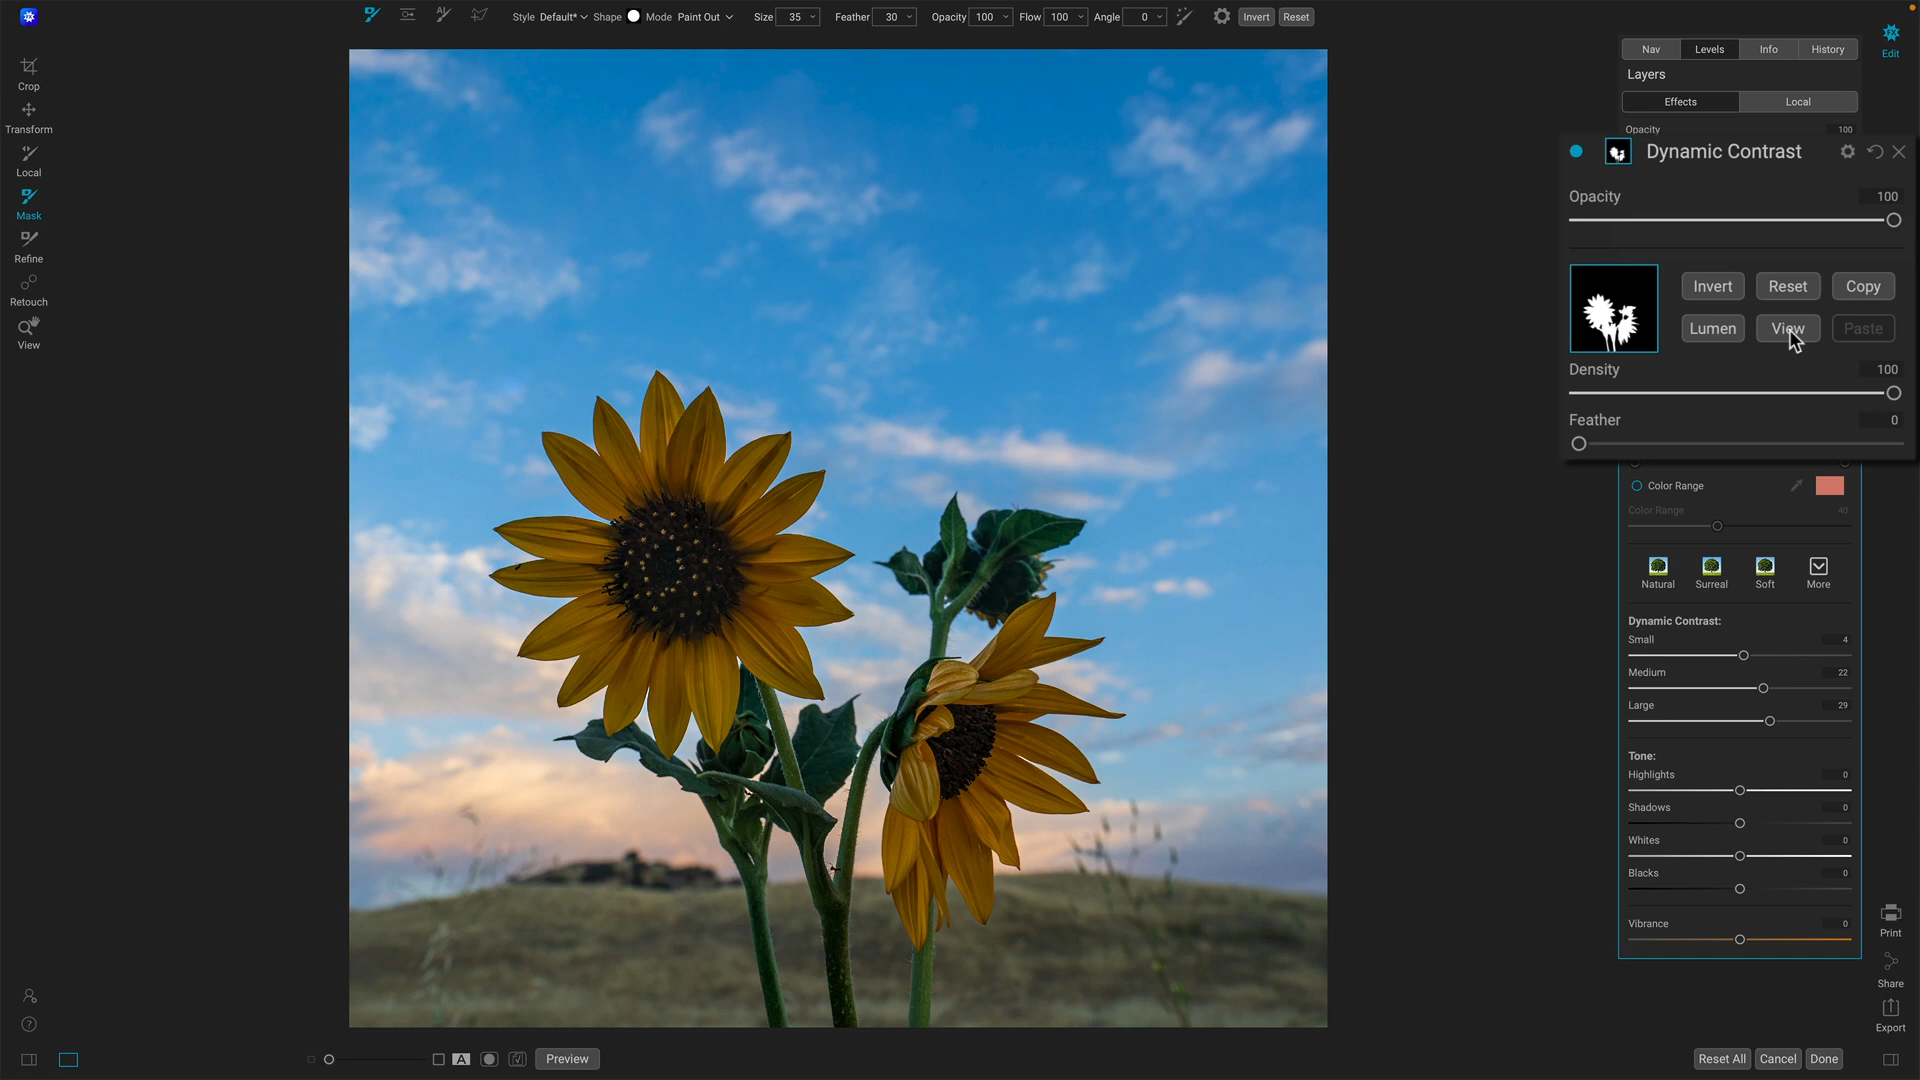 Style Default* Shape Mode Paint Out Size 35 Feather 30 Opacity 100 Flow 100 Angle 0 Invert Reset
Crop
Transform
Local
Mask
Refine
Retouch
View
Nav Levels Info History
Edit
Layers
Effects Local
Opacity 100
Dynamic Contrast
Opacity 100
Invert Reset Copy
Lumen View Paste
Density 100
Feather 0
Color Range
Color Range 40
Natural Surreal Soft More
Dynamic Contrast:
Small 4
Medium 22
Large 29
Tone:
Highlights 0
Shadows 0
Whites 0
Blacks 0
Vibrance 0
Print
Share
Export
A Preview
Reset All Cancel Done